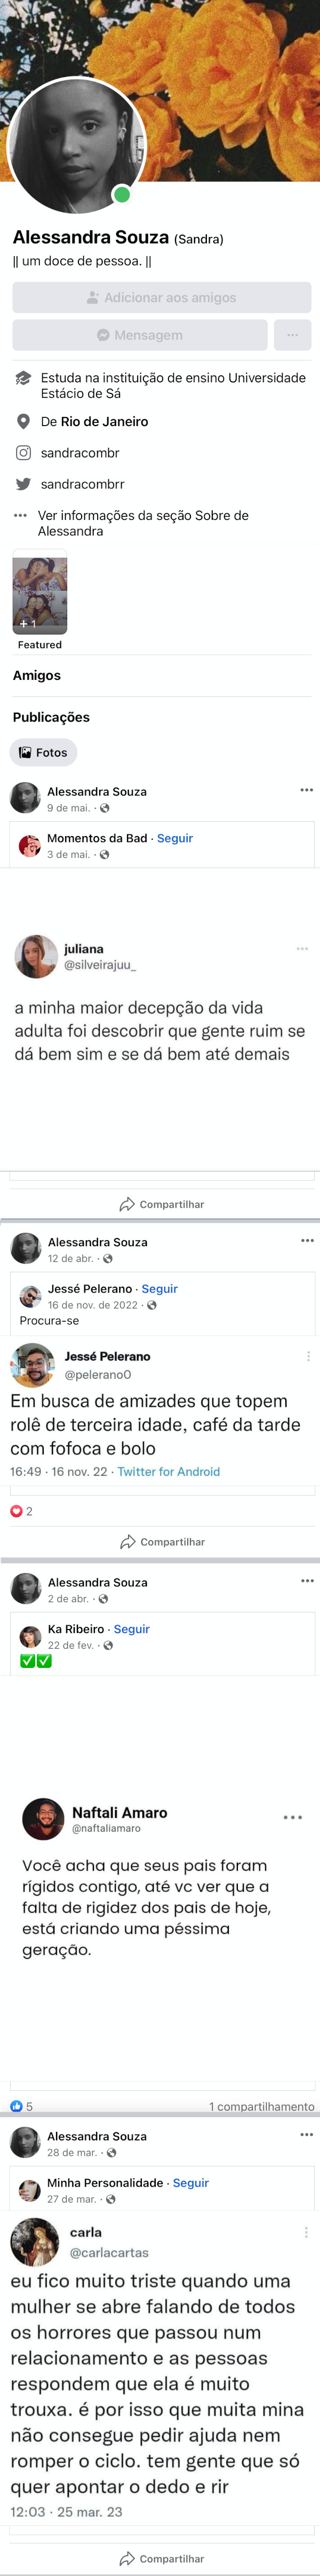 Alessandra Souza (Sandra)
|| um doce de pessoa. ||
Adicionar aos amigos
Mensagem
Estuda na instituição de ensino Universidade
Estácio de Sá
De Rio de Janeiro
sandracombr
sandracombrr
Ver informações da seção Sobre de
Alessandra
+ 1
Featured
Amigos
Publicações
Fotos
Alessandra Souza
9 de mai. ·
Momentos da Bad · Seguir
3 de mai. ·
juliana
@silveirajuu_
a minha maior decepção da vida
adulta foi descobrir que gente ruim se
dá bem sim e se dá bem até demais
Compartilhar
Alessandra Souza
12 de abr. ·
Jessé Pelerano · Seguir
16 de nov. de 2022 ·
Procura-se
Jessé Pelerano
@pelerano0
Em busca de amizades que topem
rolê de terceira idade, café da tarde
com fofoca e bolo
16:49 · 16 nov. 22 · Twitter for Android
2
Compartilhar
Alessandra Souza
2 de abr. ·
Ka Ribeiro · Seguir
22 de fev. ·
✅✅
Naftali Amaro
@naftaliamaro
Você acha que seus pais foram
rígidos contigo, até vc ver que a
falta de rigidez dos pais de hoje,
está criando uma péssima
geração.
5
1 compartilhamento
Alessandra Souza
28 de mar. ·
Minha Personalidade · Seguir
27 de mar. ·
carla
@carlacartas
eu fico muito triste quando uma
mulher se abre falando de todos
os horrores que passou num
relacionamento e as pessoas
respondem que ela é muito
trouxa. é por isso que muita mina
não consegue pedir ajuda nem
romper o ciclo. tem gente que só
quer apontar o dedo e rir
12:03 · 25 mar. 23
Compartilhar